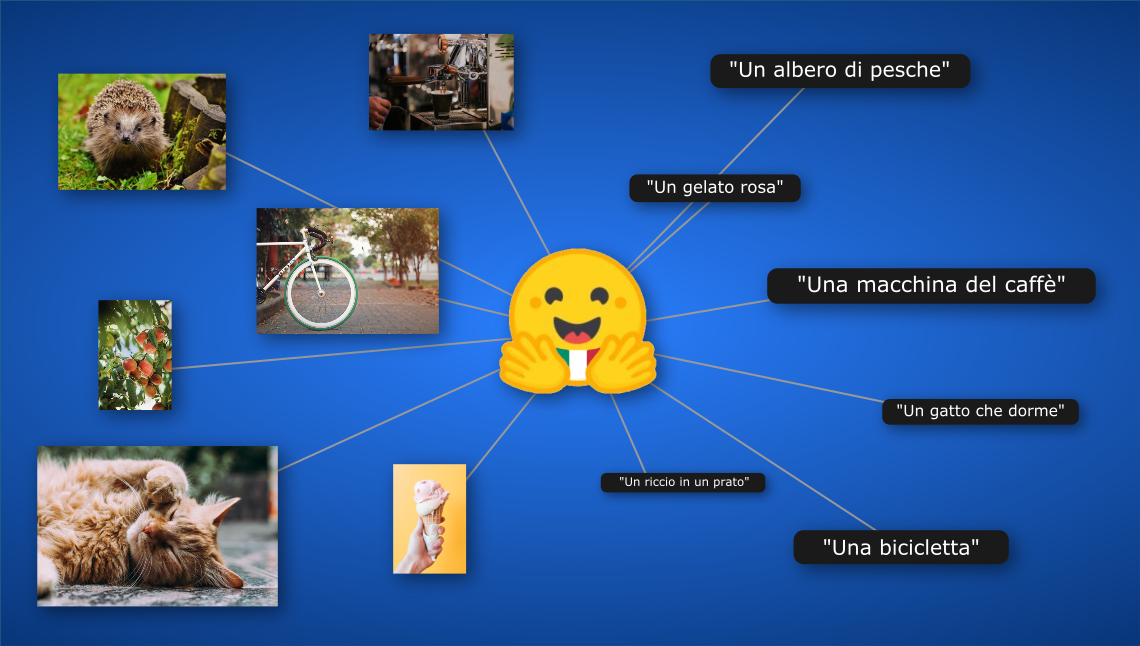 "Un albero di pesche"
"Un gelato rosa"
"Una macchina del caffè"
"Un gatto che dorme"
"Un riccio in un prato"
"Una bicicletta"